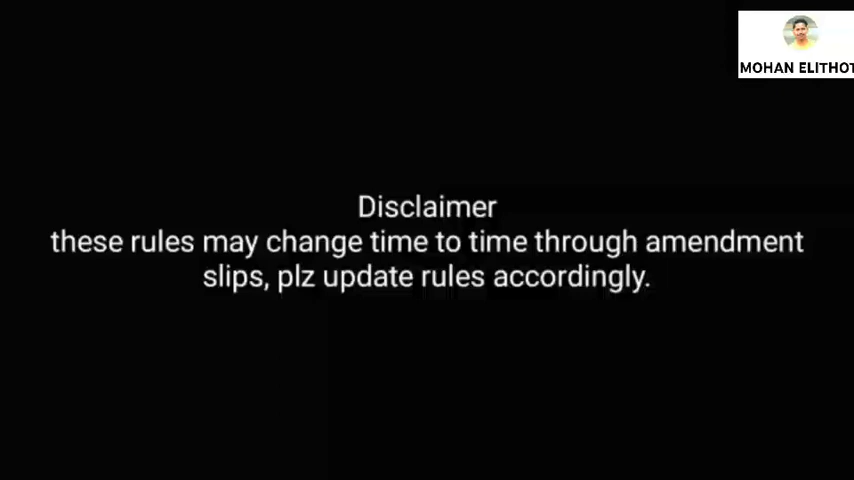 MOHAN ELITHOT
Disclaimer
these rules may change time to time through amendment
slips, plz update rules accordingly.